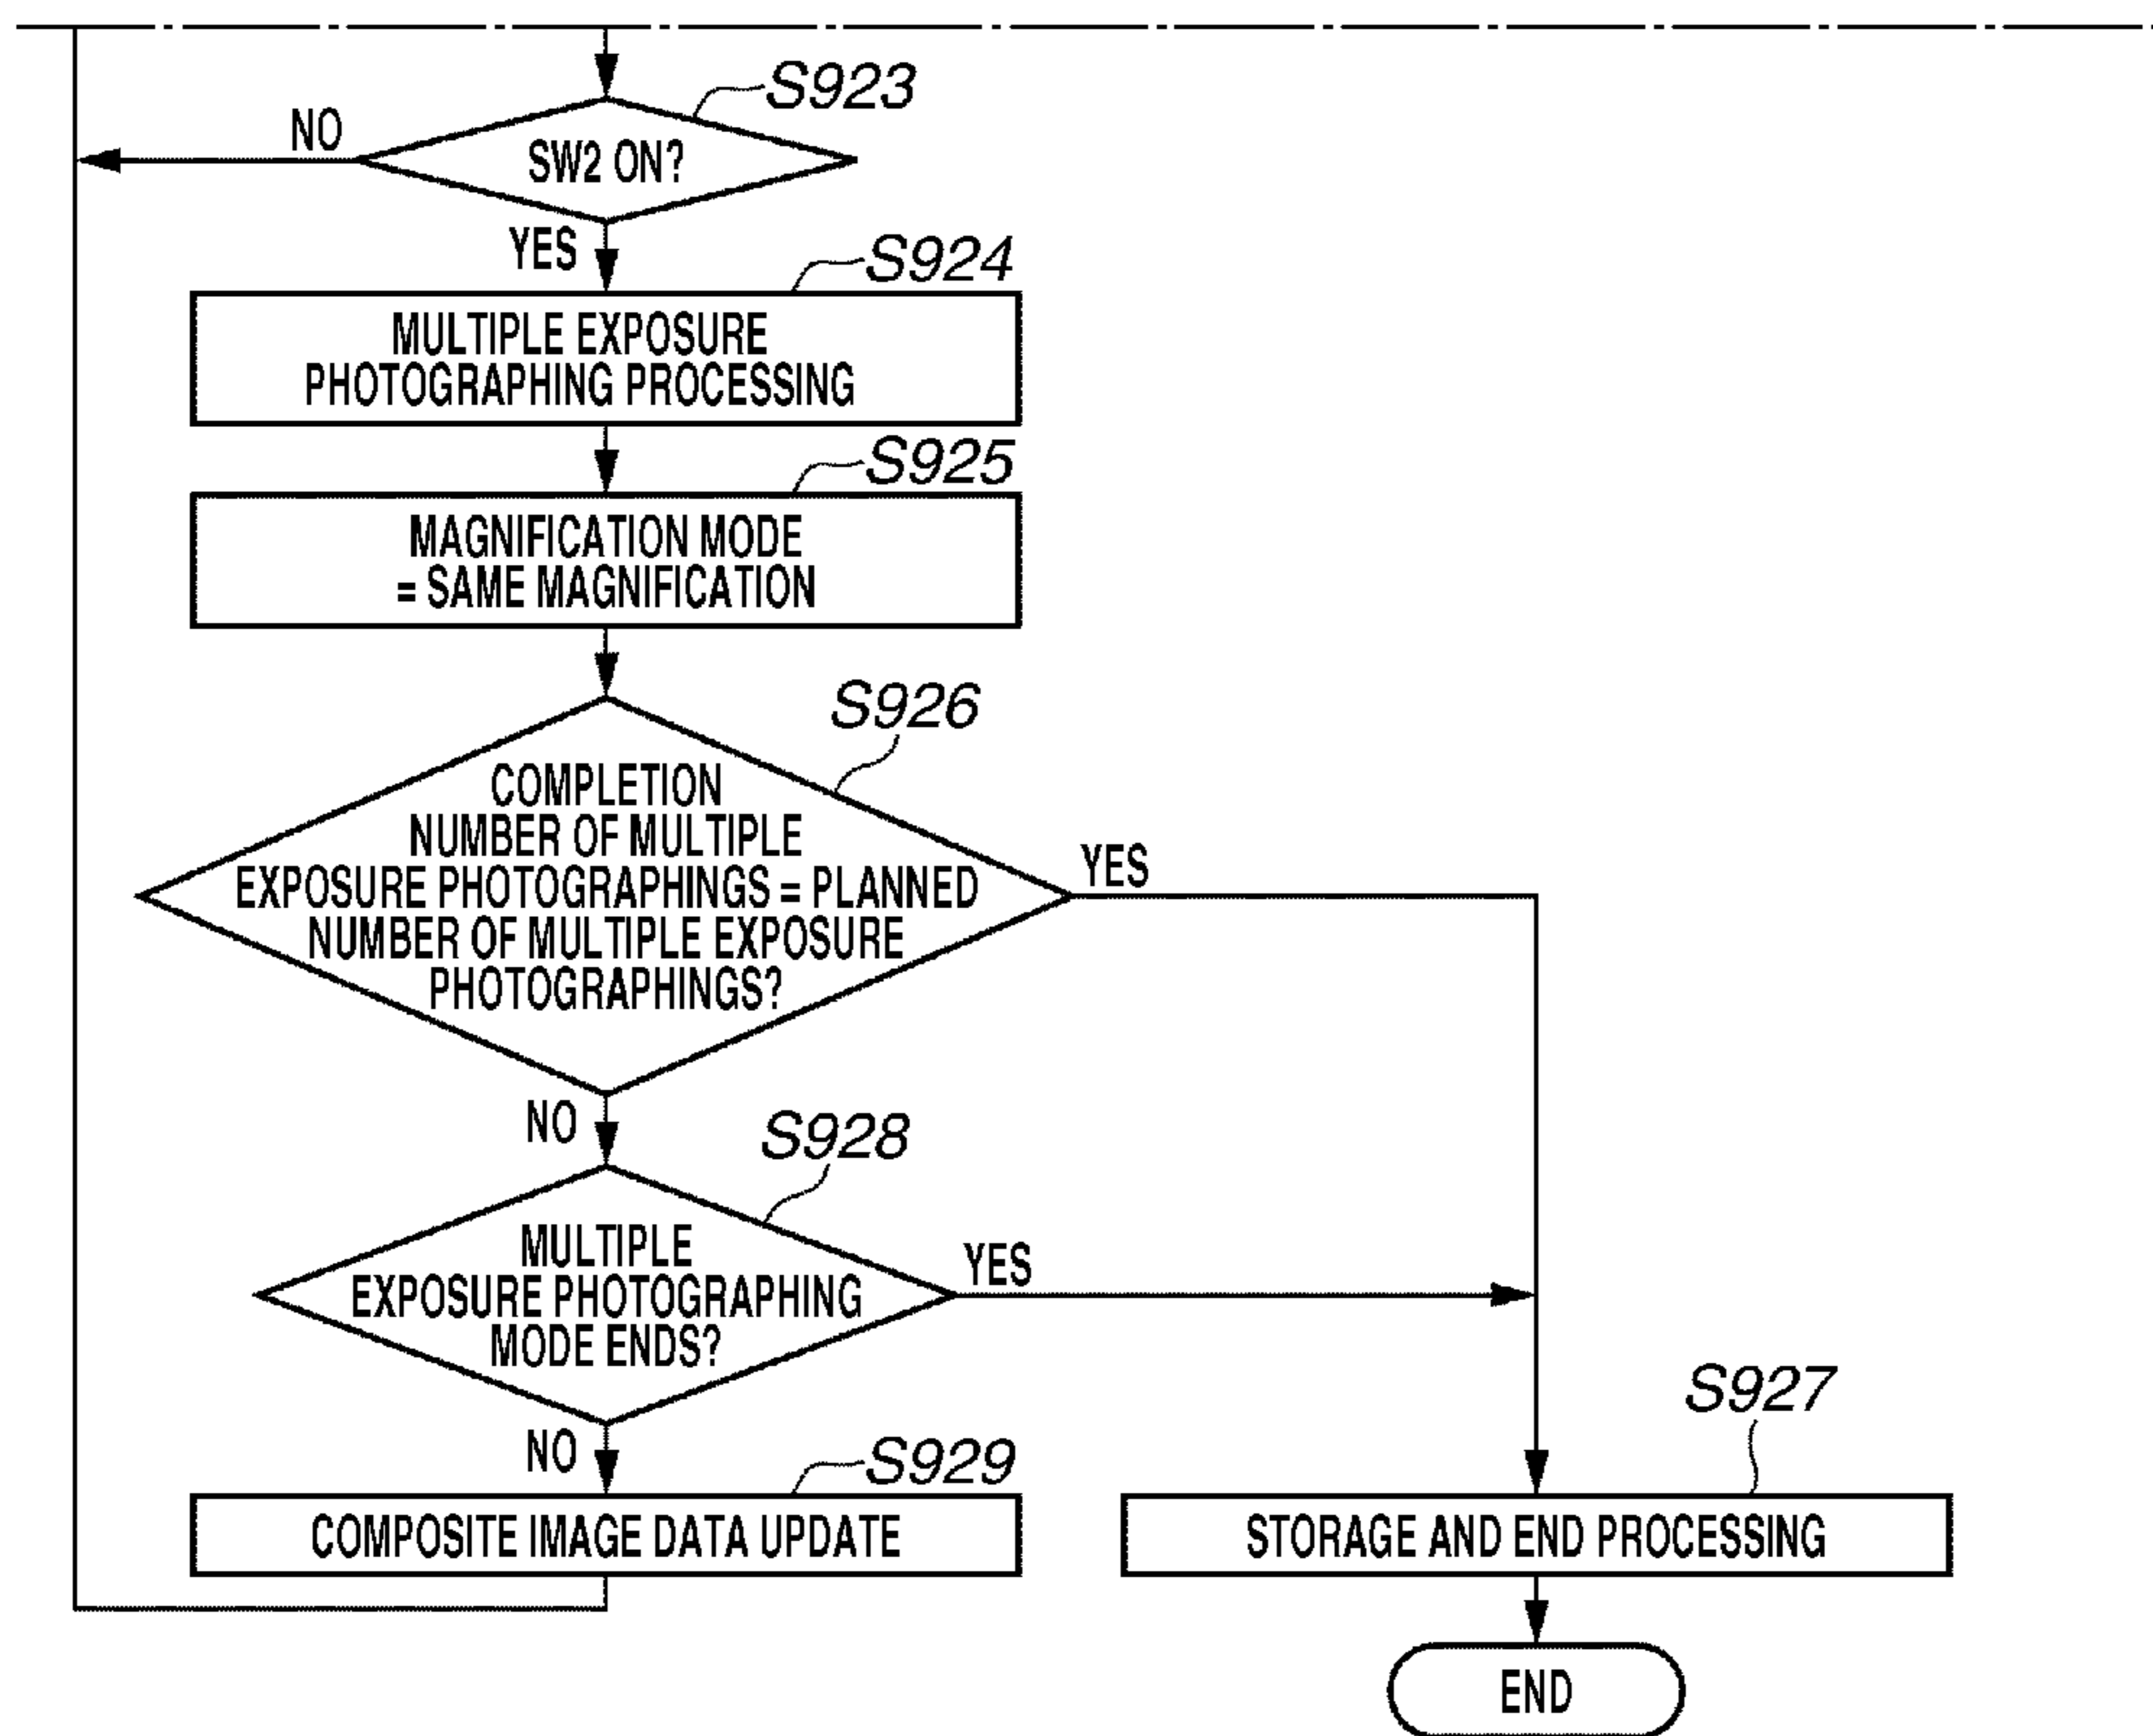 S923
NO
SW2 ON?
YES
S924
MULTIPLE EXPOSURE
PHOTOGRAPHING PROCESSING
S925
MAGNIFICATION MODE
= SAME MAGNIFICATION
S926
COMPLETION
NUMBER OF MULTIPLE
EXPOSURE PHOTOGRAPHINGS = PLANNED
NUMBER OF MULTIPLE EXPOSURE
PHOTOGRAPHINGS?
YES
NO
S928
MULTIPLE
EXPOSURE PHOTOGRAPHING
MODE ENDS?
YES
NO
S929
COMPOSITE IMAGE DATA UPDATE
S927
STORAGE AND END PROCESSING
END